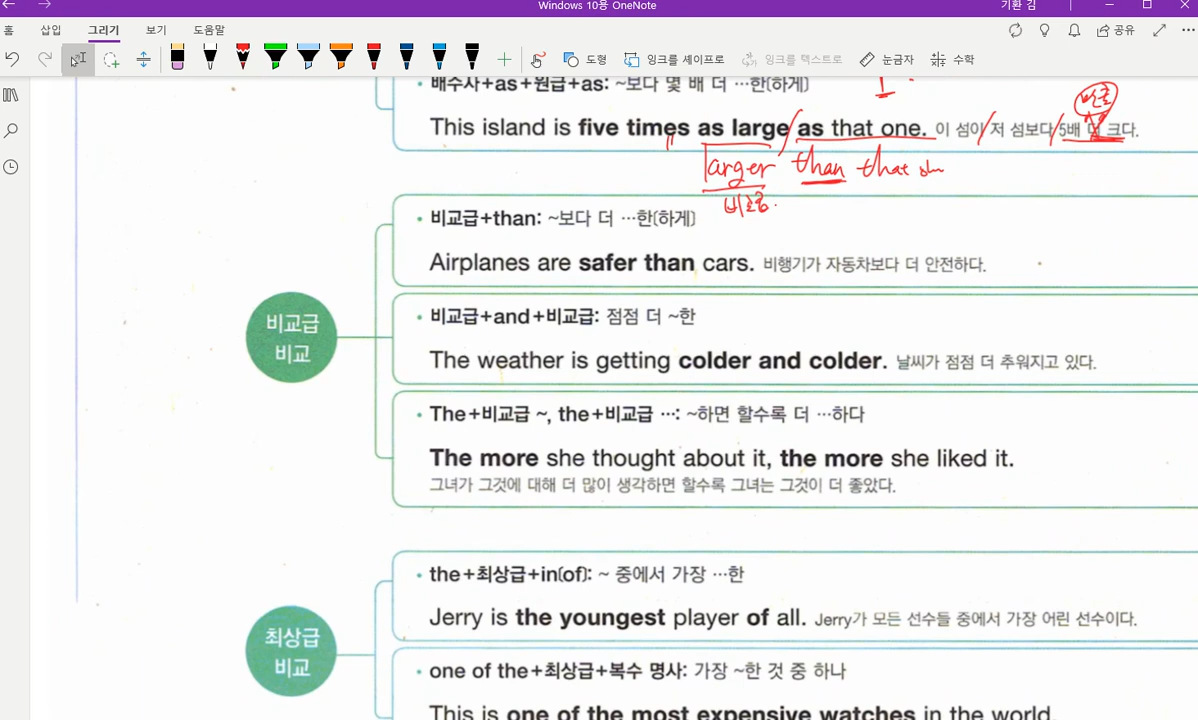 Windows 10용 OneNote
기환 김
홈 삽입 그리기 보기 도움말
공유
도형 잉크를 셰이프로 잉크를 텍스트로 눈금자 수학
• 배수사+as+원급+as: ~보다 몇 배 더 …한(하게)
This island is five times as large as that one. 이 섬이 저 섬보다 5배 더 크다.
larger than that
비교급.
• 비교급+than: ~보다 더 …한(하게)
Airplanes are safer than cars. 비행기가 자동차보다 더 안전하다.
비교급
비교
• 비교급+and+비교급: 점점 더 ~한
The weather is getting colder and colder. 날씨가 점점 더 추워지고 있다.
• The+비교급 ~, the+비교급 …: ~하면 할수록 더 …하다
The more she thought about it, the more she liked it.
그녀가 그것에 대해 더 많이 생각하면 할수록 그녀는 그것이 더 좋았다.
• the+최상급+in(of): ~ 중에서 가장 …한
Jerry is the youngest player of all. Jerry가 모든 선수들 중에서 가장 어린 선수이다.
최상급
비교
• one of the+최상급+복수 명사: 가장 ~한 것 중 하나
This is one of the most expensive watches in the world.